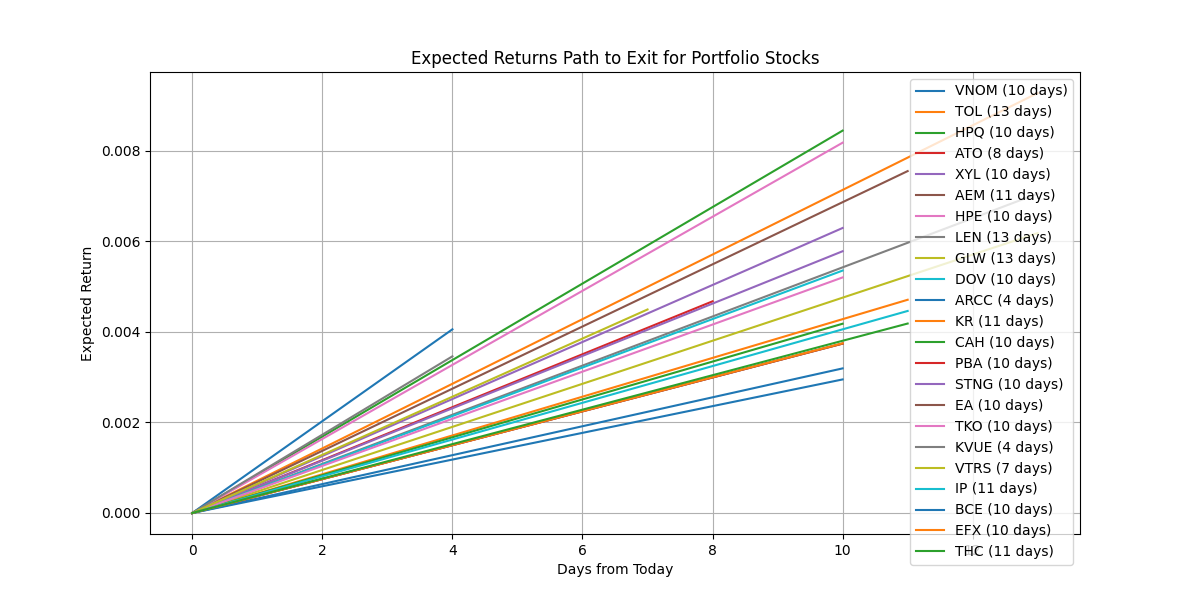 Expected Returns Path to Exit for Portfolio Stocks
Expected Return
0.008
0.006
0.004
0.002
0.000
VNOM (10 days)
TOL (13 days)
HPQ (10 days)
ATO (8 days)
XYL (10 days)
AEM (11 days)
HPE (10 days)
LEN (13 days)
GLW (13 days)
DOV (10 days)
ARCC (4 days)
KR (11 days)
CAH (10 days)
PBA (10 days)
STNG (10 days)
EA (10 days)
TKO (10 days)
KVUE (4 days)
VTRS (7 days)
IP (11 days)
BCE (10 days)
EFX (10 days)
THC (11 days)
0 2 4 6 8 10
Days from Today